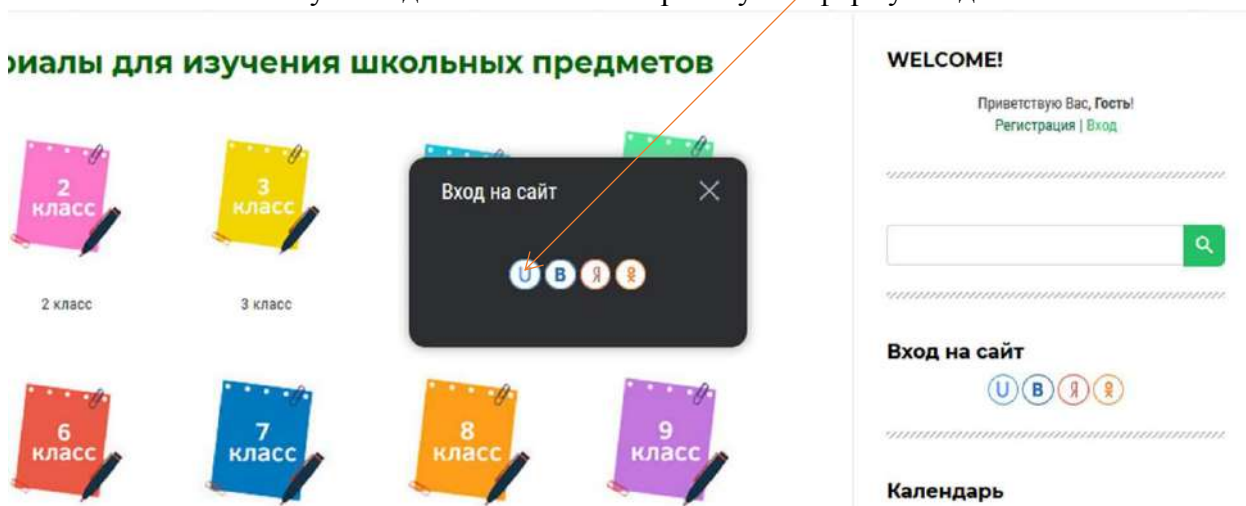 риалы для изучения школьных предметов
WELCOME!
Приветствую Вас, Гость!
Регистрация | Вход
2
класс
3
класс
Вход на сайт
U В Я
2 класс
3 класс
Вход на сайт
U В Я
6
класс
7
класс
8
класс
9
класс
Календарь